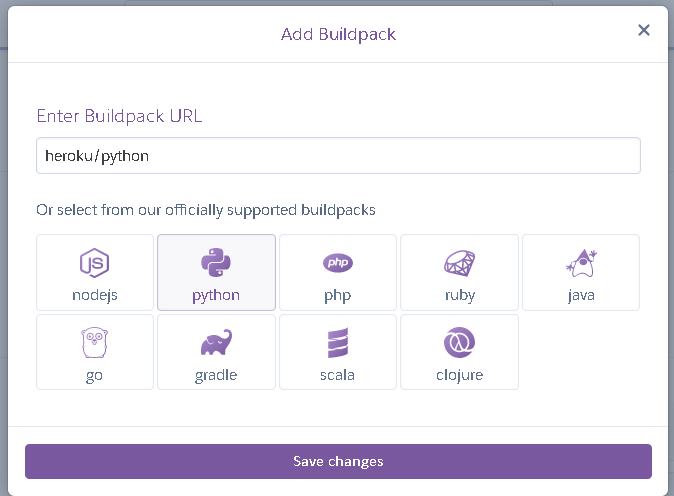 Add Buildpack
Enter Buildpack URL
heroku/python
Or select from our officially supported buildpacks
JS
php
nodejs python php ruby java
go gradle scala clojure
Save changes